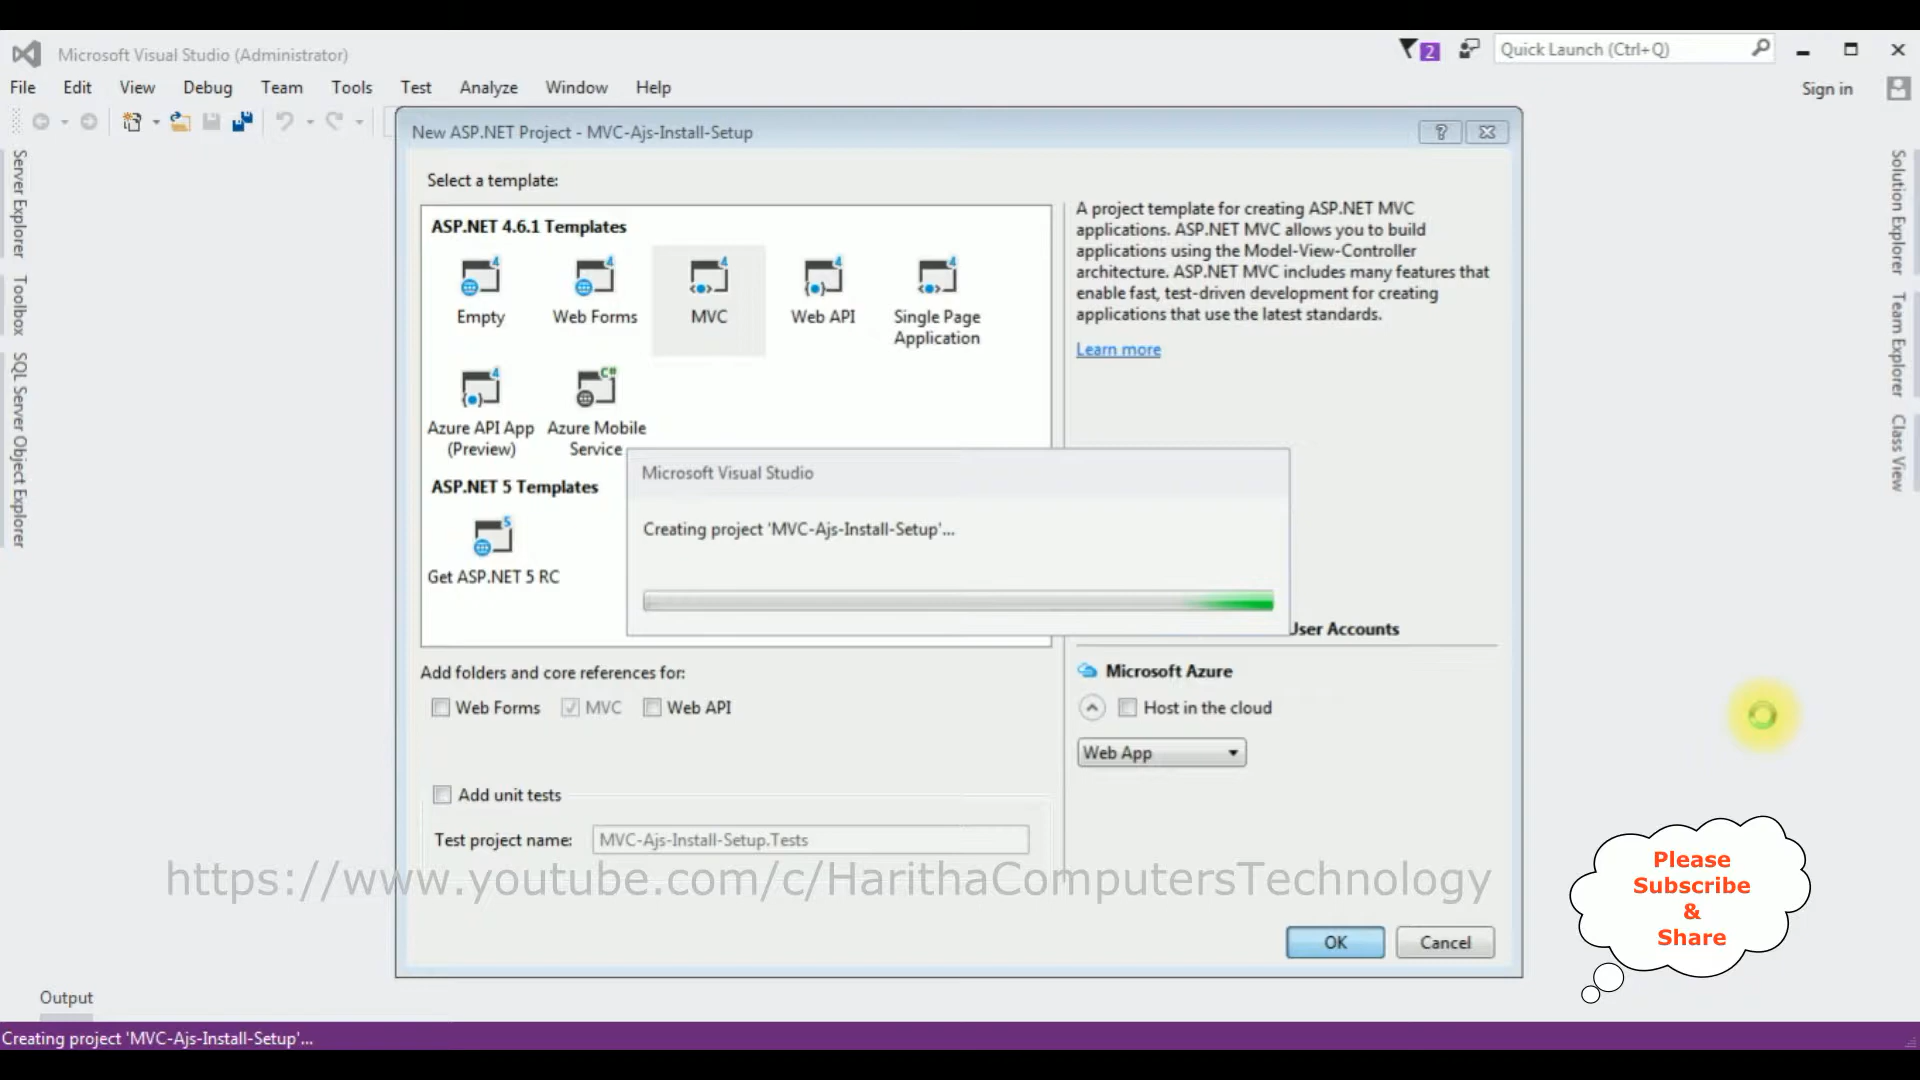 Microsoft Visual Studio (Administrator)
2
Quick Launch (Ctrl+Q)
File Edit View Debug Team Tools Test Analyze Window Help
Sign in
Server Explorer
Toolbox
SQL Server Object Explorer
Solution Explorer
Team Explorer
Class View
New ASP.NET Project - MVC-Ajs-Install-Setup
?
Select a template:
ASP.NET 4.6.1 Templates
4 4 4 4 4
Empty Web Forms MVC Web API Single Page
Application
4 C#
Azure API App Azure Mobile
(Preview) Service
ASP.NET 5 Templates
5
Get ASP.NET 5 RC
A project template for creating ASP.NET MVC
applications. ASP.NET MVC allows you to build
applications using the Model-View-Controller
architecture. ASP.NET MVC includes many features that
enable fast, test-driven development for creating
applications that use the latest standards.
Learn more
Microsoft Visual Studio
Creating project 'MVC-Ajs-Install-Setup'...
User Accounts
Add folders and core references for:
Web Forms MVC Web API
Microsoft Azure
Host in the cloud
Web App
Add unit tests
Test project name: MVC-Ajs-Install-Setup.Tests
https://www.youtube.com/c/HarithaComputersTechnology
OK Cancel
Please
Subscribe
&
Share
Output
Creating project 'MVC-Ajs-Install-Setup'...